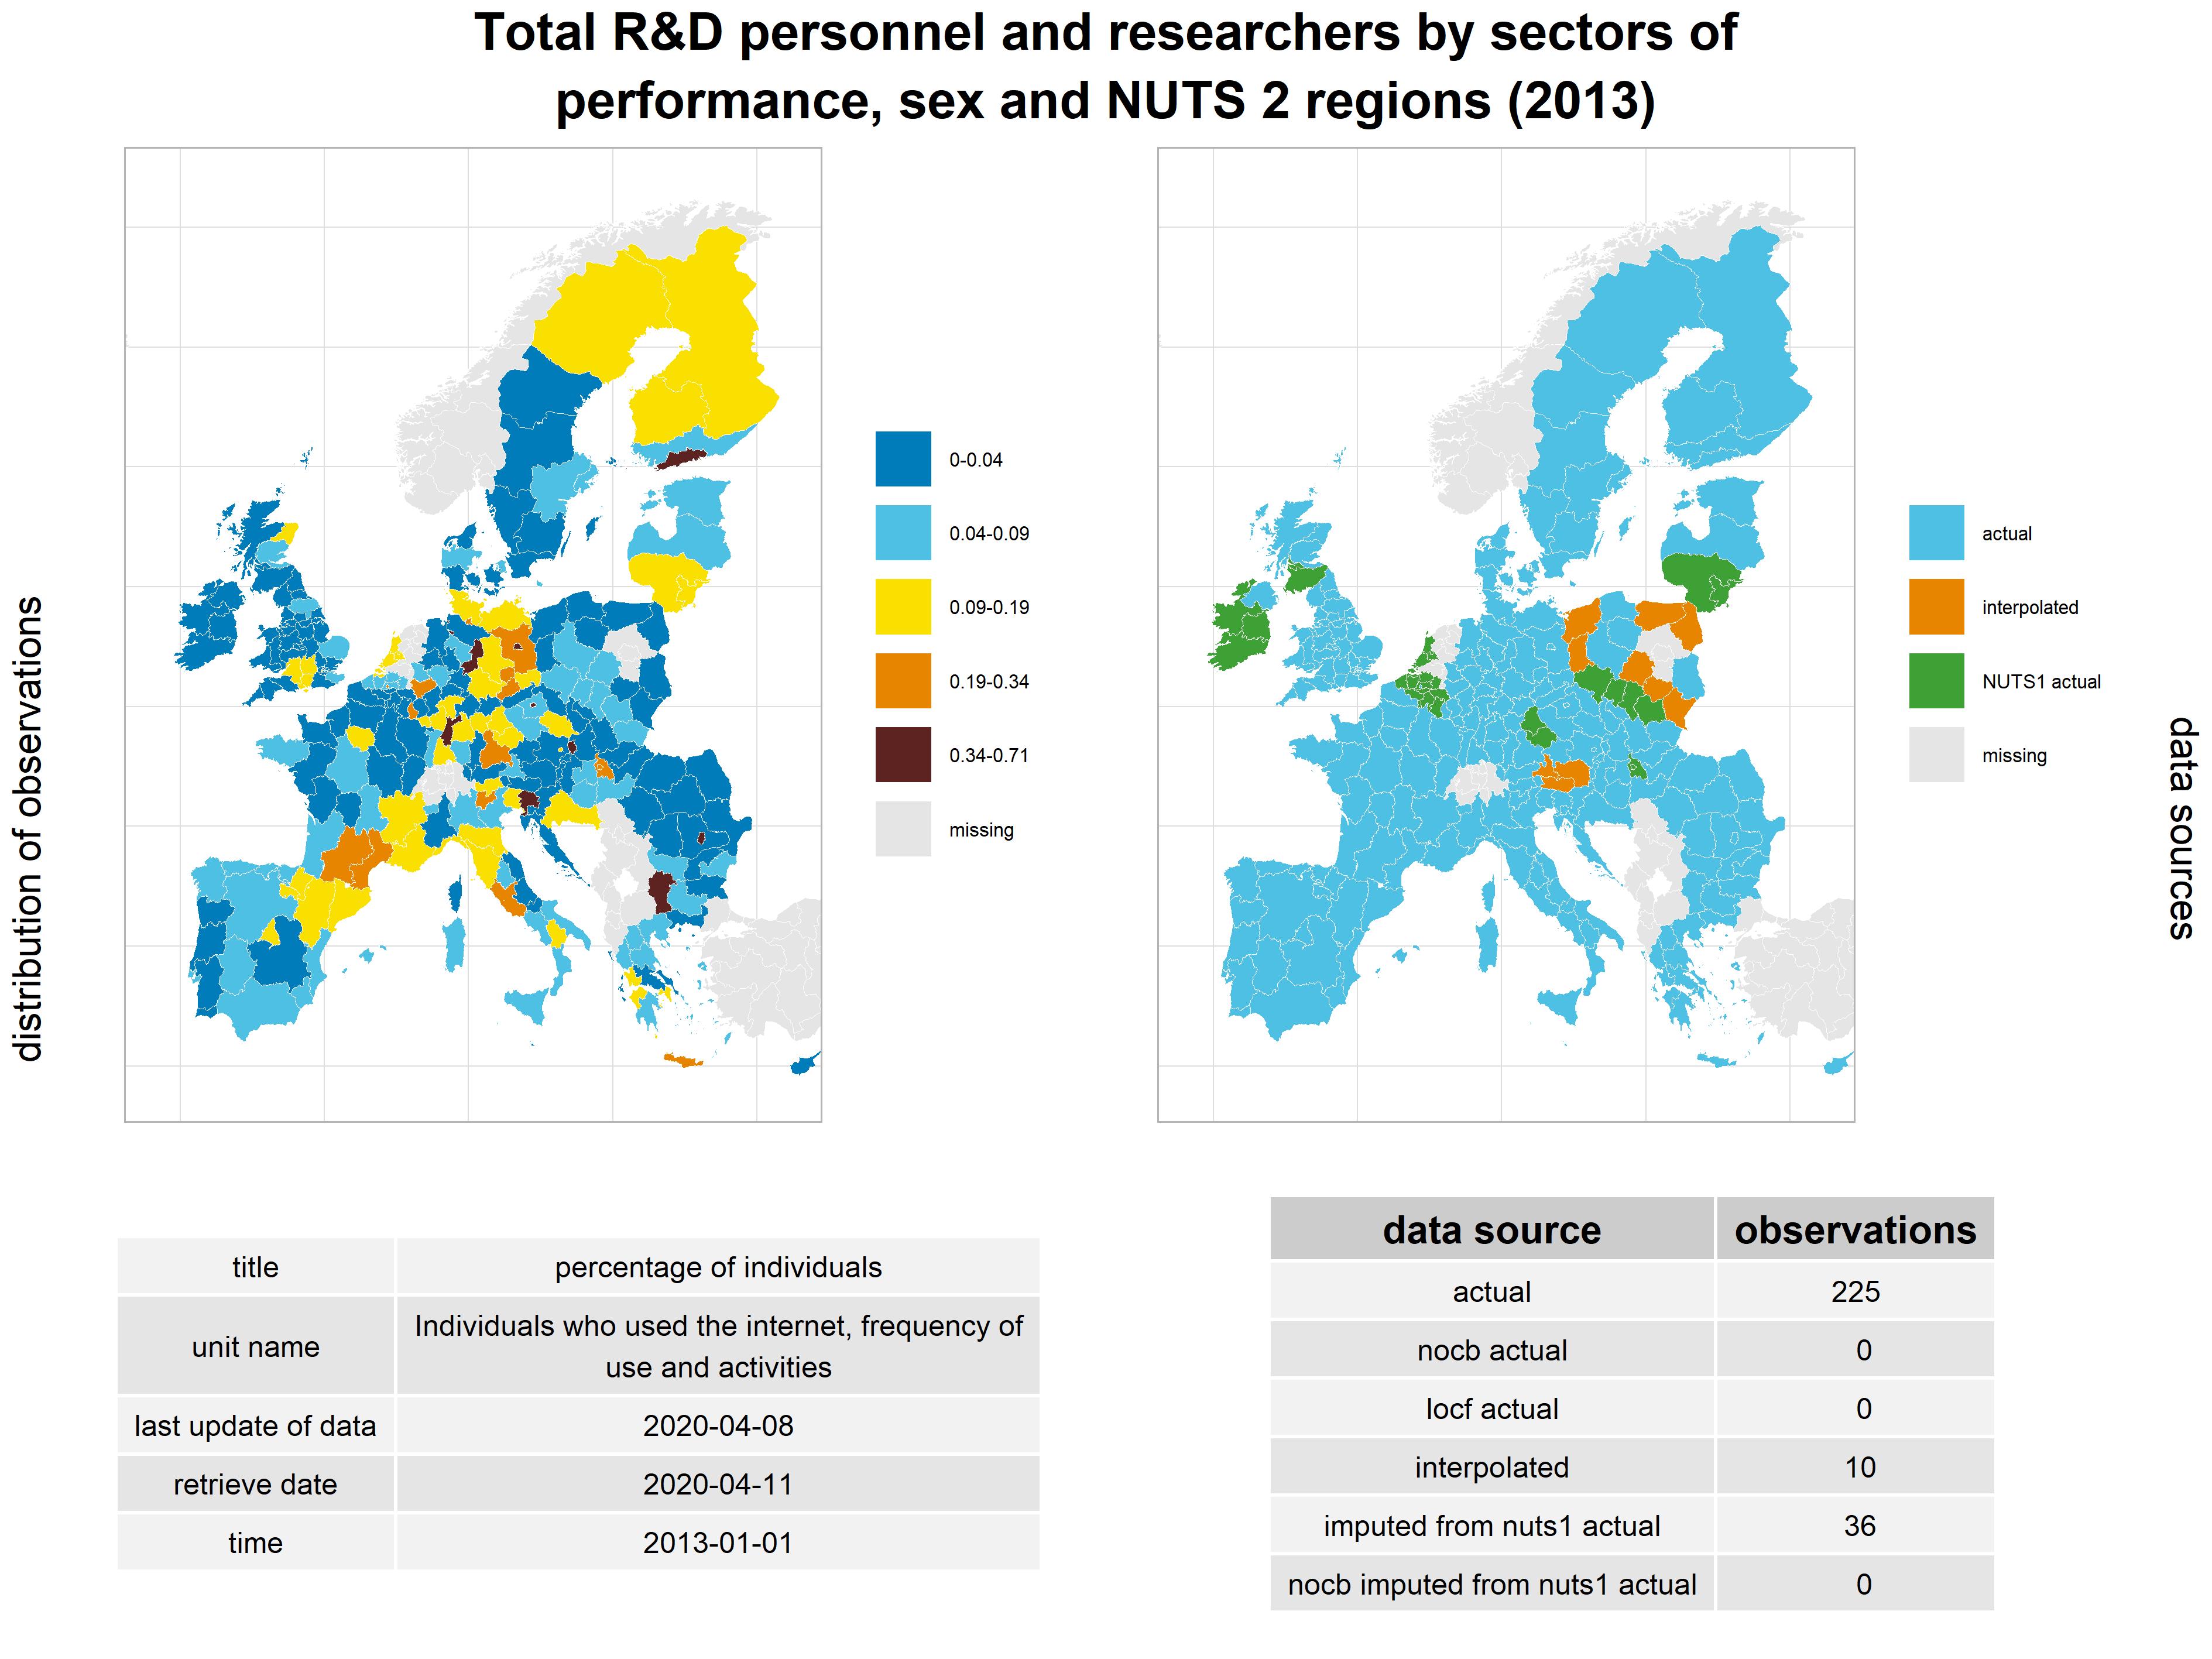 Total R&D personnel and researchers by sectors of
performance, sex and NUTS 2 regions (2013)
distribution of observations
0-0.04
0.04-0.09
0.09-0.19
0.19-0.34
0.34-0.71
missing
actual
interpolated
NUTS1 actual
missing
data sources
title percentage of individuals
unit name Individuals who used the internet, frequency of
use and activities
last update of data 2020-04-08
retrieve date 2020-04-11
time 2013-01-01
data source observations
actual 225
nocb actual 0
locf actual 0
interpolated 10
imputed from nuts1 actual 36
nocb imputed from nuts1 actual 0